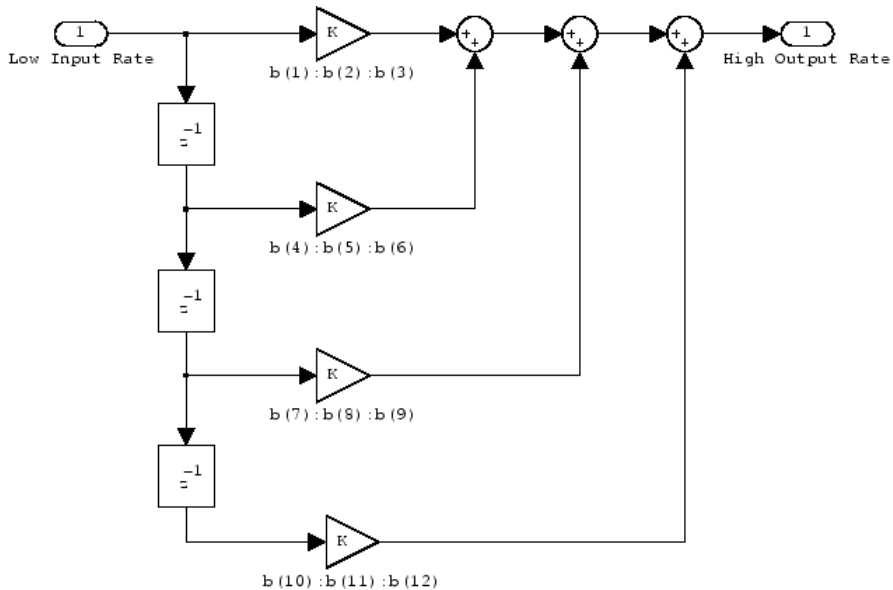 1
K
+
+
+
+
+
+
1
Low Input Rate
High Output Rate
b(1):b(2):b(3)
z⁻¹
K
b(4):b(5):b(6)
z⁻¹
K
b(7):b(8):b(9)
z⁻¹
K
b(10):b(11):b(12)